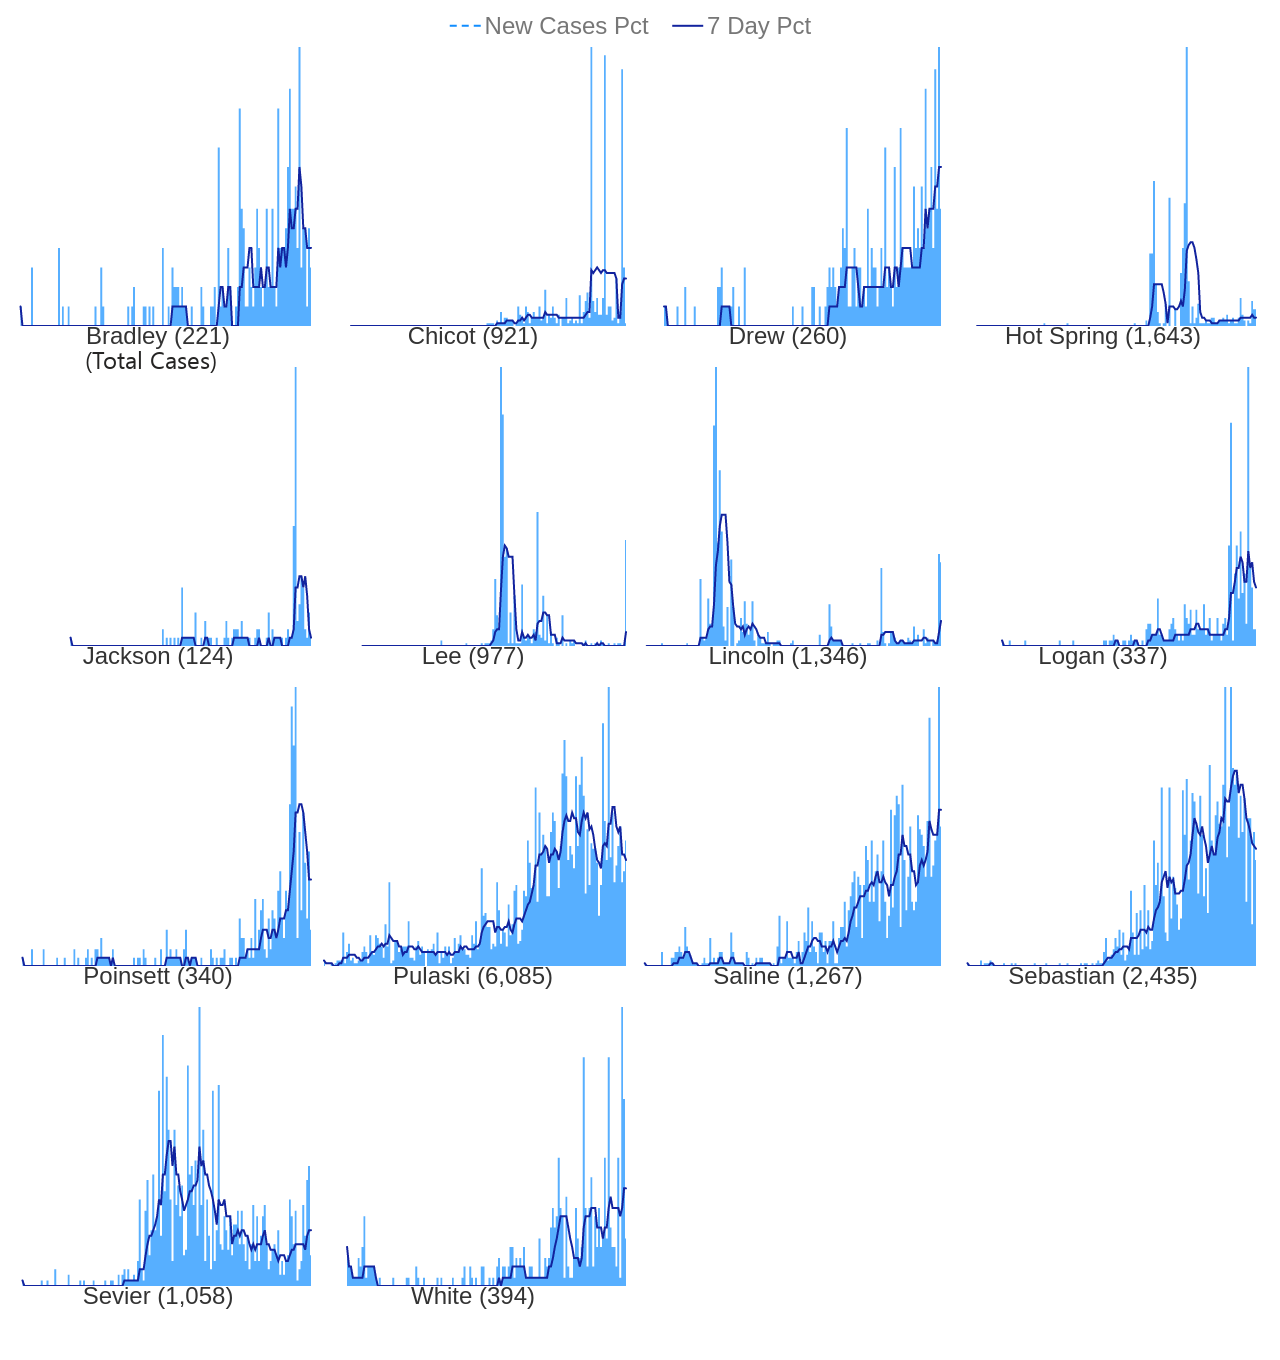 New Cases Pct 7 Day Pct
Bradley (221) Chicot (921) Drew (260) Hot Spring (1,643)
(Total Cases)
Jackson (124) Lee (977) Lincoln (1,346) Logan (337)
Poinsett (340) Pulaski (6,085) Saline (1,267) Sebastian (2,435)
Sevier (1,058) White (394)